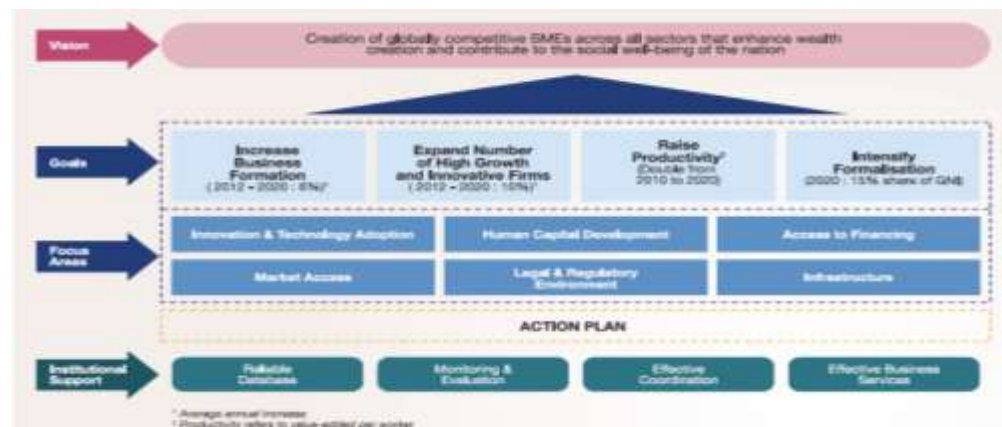 Vision
Creation of globally competitive SMEs across all sectors that enhance wealth
creation and contribute to the social well-being of the nation
Goals
Increase
Business
Formation
(2012 – 2020 : 6%)¹
Expand Number
of High Growth
and Innovative Firms
(2012 – 2020 : 10%)¹
Raise
Productivity²
(Double from
2010 to 2020)
Intensify
Formalisation
(2020 : 15% share of GNI)
Focus
Areas
Innovation & Technology Adoption
Human Capital Development
Access to Financing
Market Access
Legal & Regulatory
Environment
Infrastructure
ACTION PLAN
Institutional
Support
Reliable
Database
Monitoring &
Evaluation
Effective
Coordination
Effective Business
Services
¹ Average annual increase
² Productivity refers to value-added per worker